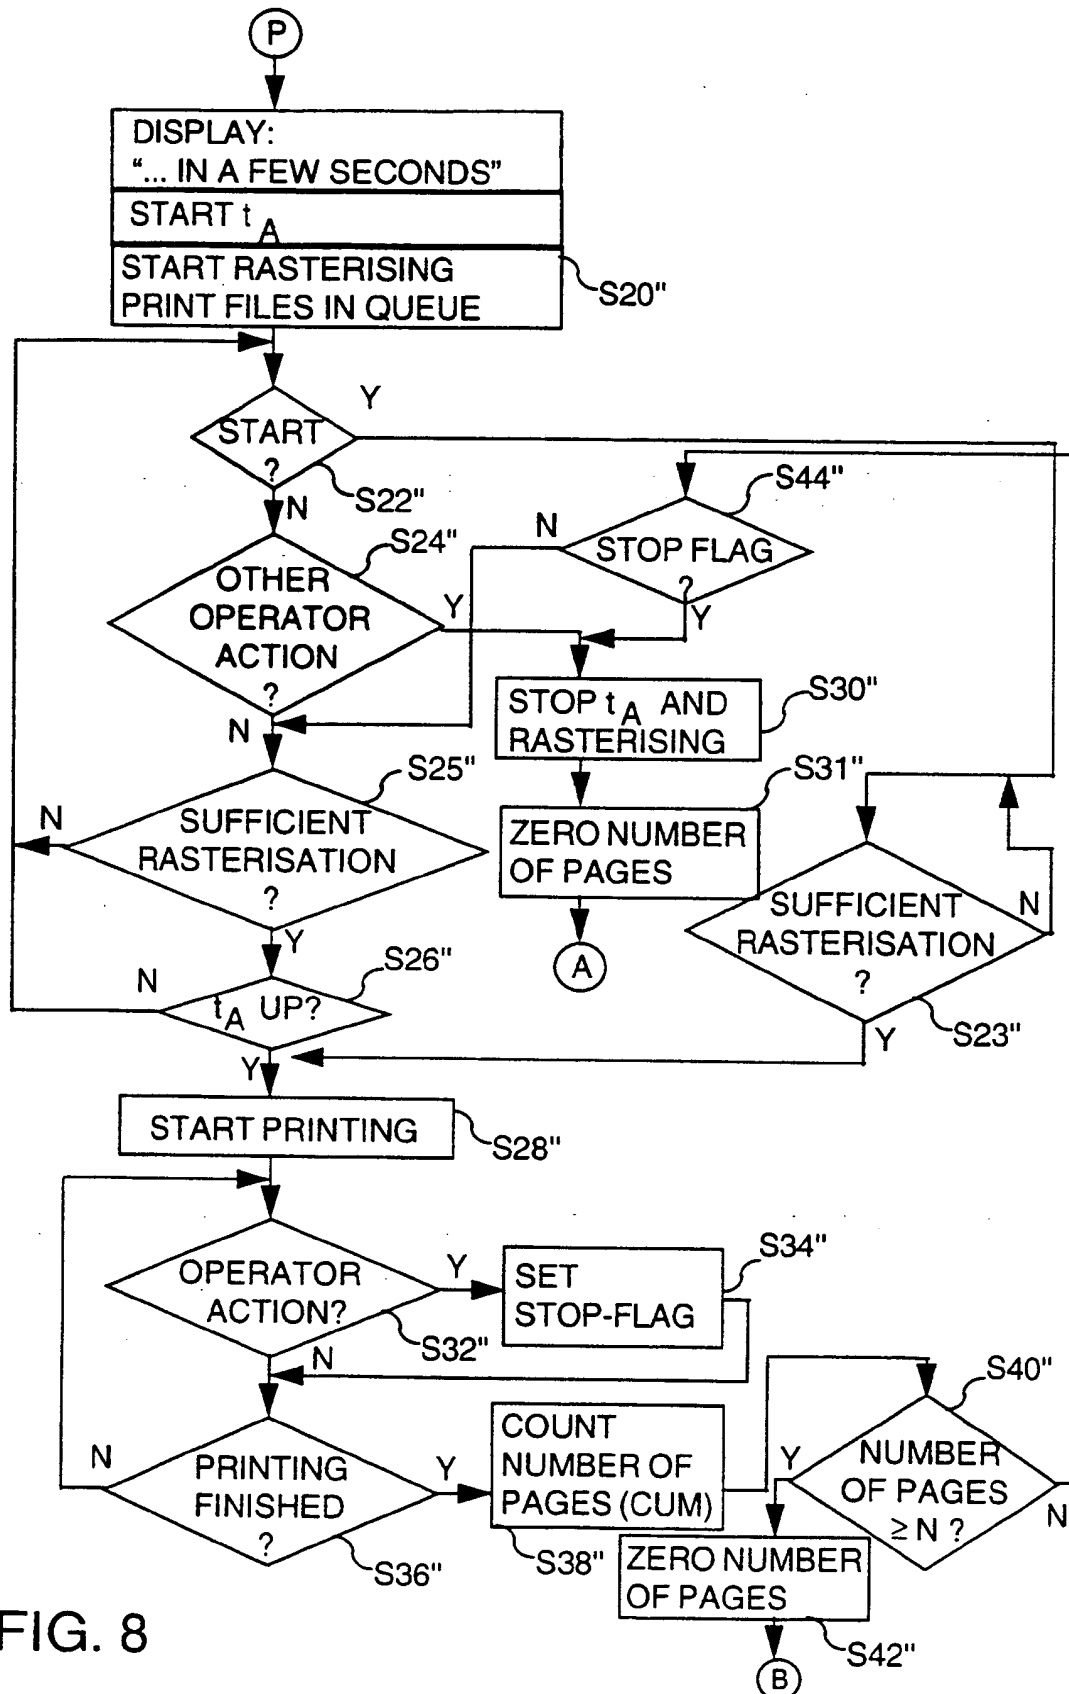 P
DISPLAY:
"... IN A FEW SECONDS"
START tA
START RASTERISING
PRINT FILES IN QUEUE
S20"
START
?
Y
S22"
N
S24"
OTHER
OPERATOR
ACTION
?
Y
N
S44"
STOP FLAG
?
N
Y
STOP tA AND
RASTERISING
S30"
S31"
ZERO NUMBER
OF PAGES
A
S25"
SUFFICIENT
RASTERISATION
?
N
Y
SUFFICIENT
RASTERISATION
?
N
S23"
Y
S26"
tA UP?
N
Y
START PRINTING
S28"
OPERATOR
ACTION?
Y
S32"
N
SET
STOP-FLAG
S34"
PRINTING
FINISHED
?
N
Y
S36"
COUNT
NUMBER OF
PAGES (CUM)
S38"
S40"
NUMBER
OF PAGES
≥ N ?
Y
N
ZERO NUMBER
OF PAGES
S42"
B
FIG. 8